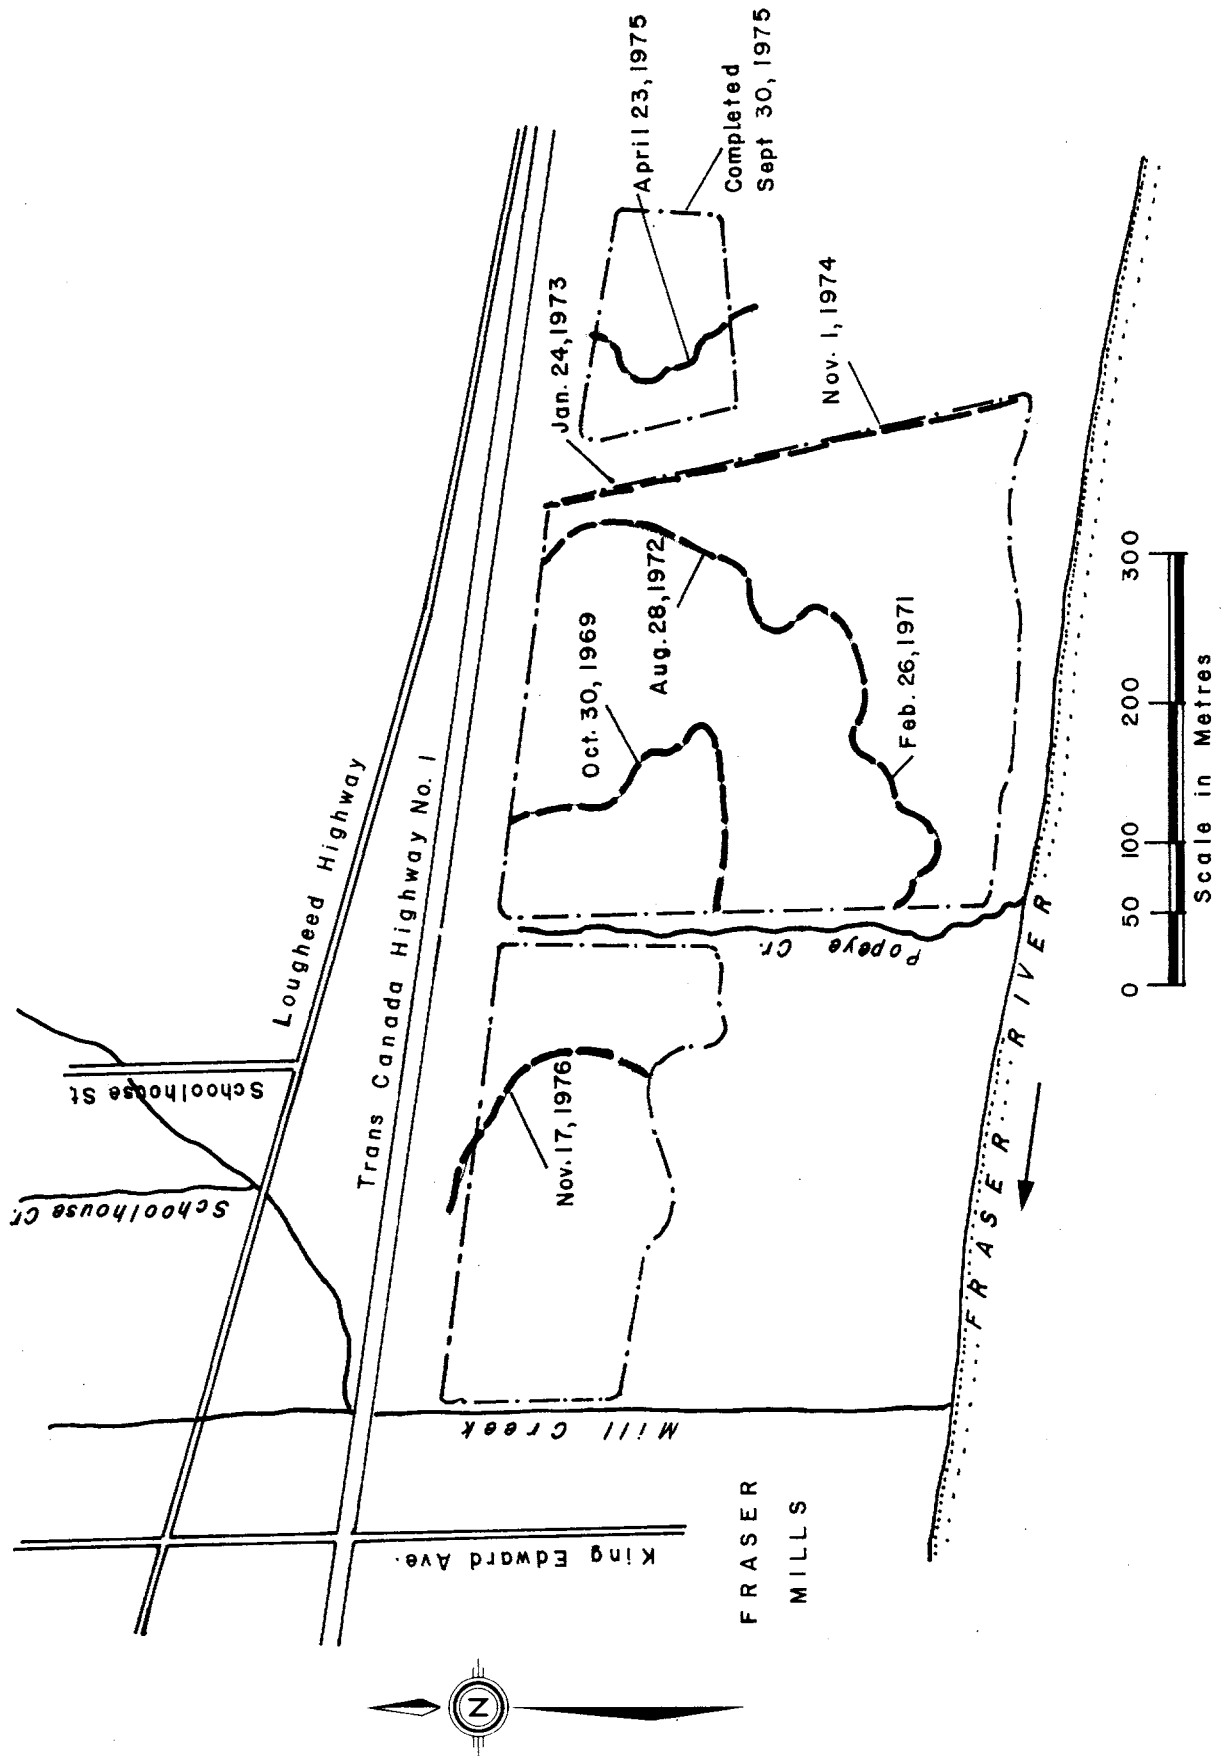 Schoolhouse Cr.
Schoolhouse St
Lougheed Highway
Trans Canada Highway No. 1
King Edward Ave.
Mill Creek
FRASER
MILLS
Nov. 17, 1976
Popeye Cr.
Oct. 30, 1969
Aug. 28, 1972
Feb. 26, 1971
Jan. 24, 1973
Nov. 1, 1974
April 23, 1975
Completed
Sept 30, 1975
FRASER RIVER
0 50 100 200 300
Scale in Metres
N